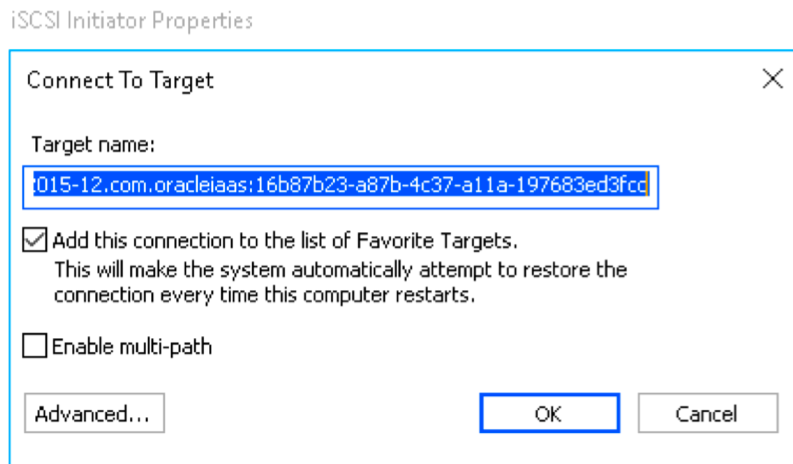 iSCSI Initiator Properties
Connect To Target
Target name:
2015-12.com.oracleiaas:16b87b23-a87b-4c37-a11a-197683ed3fcc
Add this connection to the list of Favorite Targets.
This will make the system automatically attempt to restore the
connection every time this computer restarts.
Enable multi-path
Advanced...
OK
Cancel